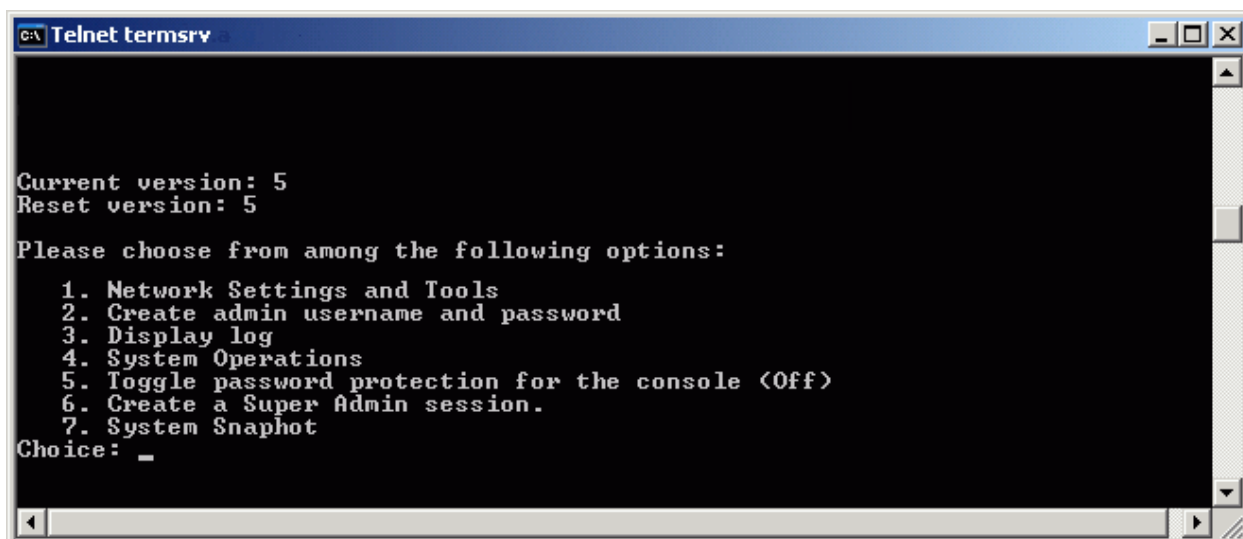 Telnet termsrv
Current version: 5
Reset version: 5
Please choose from among the following options:
1. Network Settings and Tools
2. Create admin username and password
3. Display log
4. System Operations
5. Toggle password protection for the console (Off)
6. Create a Super Admin session.
7. System Snaphot
Choice: _